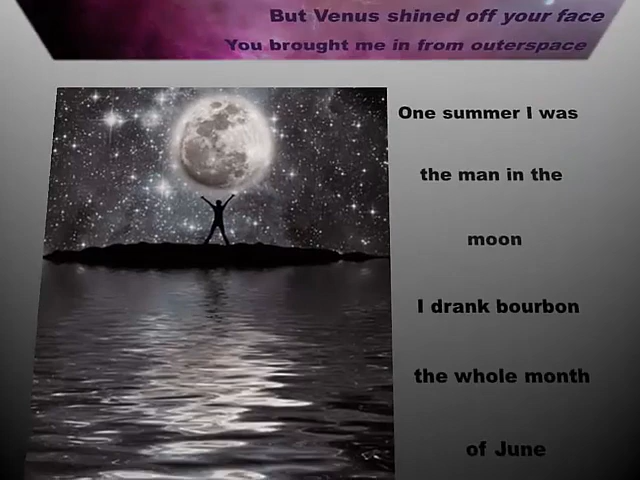 But Venus shined off your face
You brought me in from outerspace
One summer I was
the man in the
moon
I drank bourbon
the whole month
of June